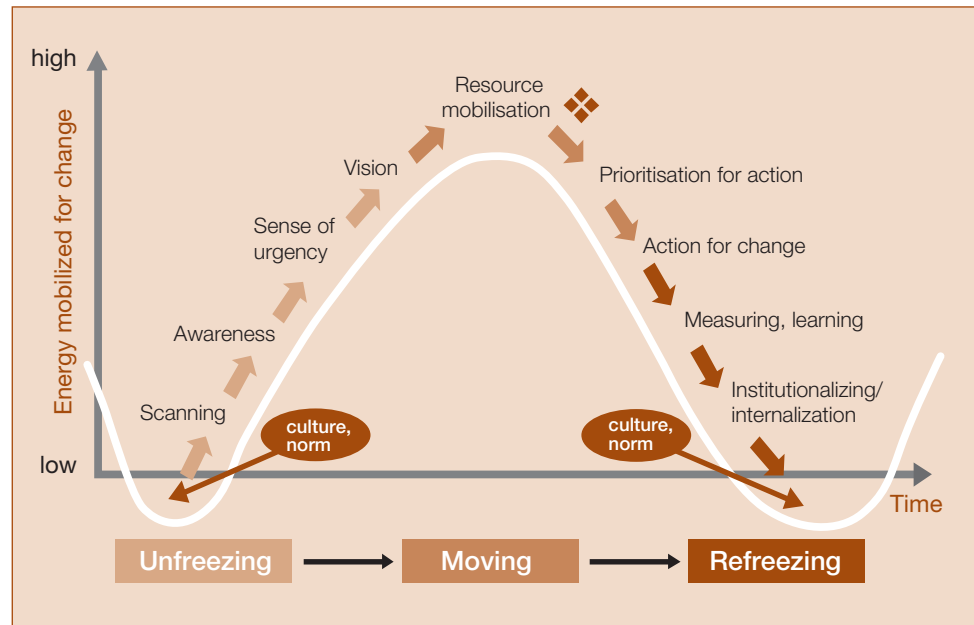 high
Energy mobilized for change
low
Resource
mobilisation
Vision
Sense of
urgency
Awareness
Scanning
Prioritisation for action
Action for change
Measuring, learning
Institutionalizing/
internalization
culture,
norm
culture,
norm
Time
Unfreezing
Moving
Refreezing